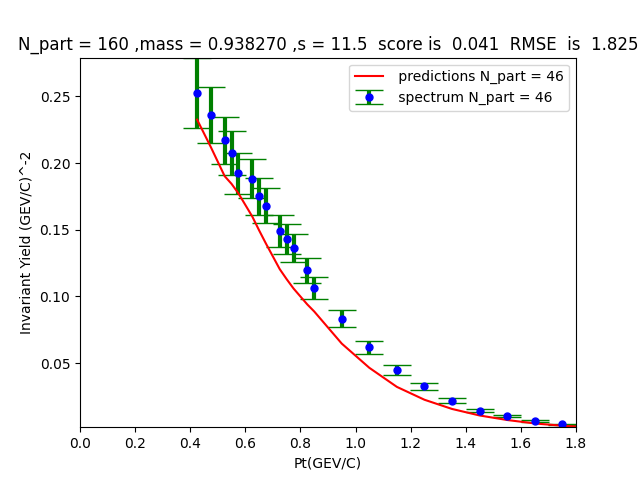 N_part = 160 ,mass = 0.938270 ,s = 11.5  score is  0.041  RMSE  is  1.825
predictions N_part = 46
spectrum N_part = 46
Invariant Yield (GEV/C)^-2
0.25
0.20
0.15
0.10
0.05
0.0 0.2 0.4 0.6 0.8 1.0 1.2 1.4 1.6 1.8
Pt(GEV/C)